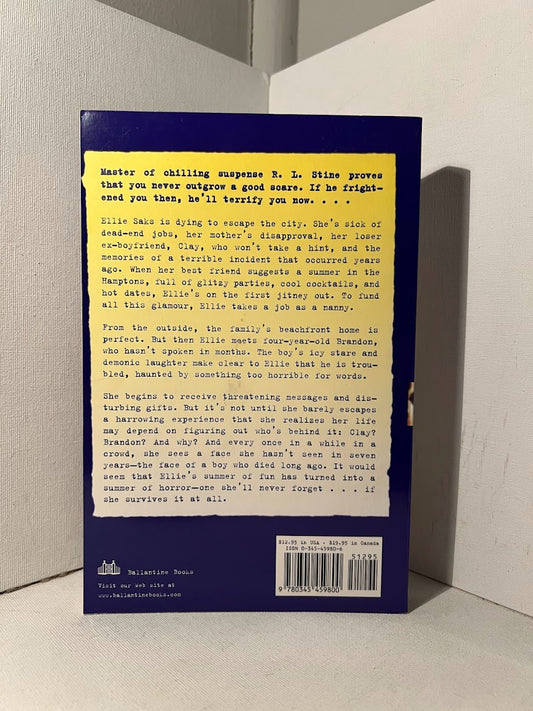 Master of chilling suspense R. L. Stine proves
that you never outgrow a good scare. If he fright-
ened you then, he'll terrify you now. . . .
Ellie Saks is dying to escape the city. She's sick of
dead-end jobs, her mother's disapproval, her loser
ex-boyfriend, Clay, who won't take a hint, and the
memories of a terrible incident that occurred years
ago. When her best friend suggests a summer in the
Hamptons, full of glitzy parties, cool cocktails, and
hot dates, Ellie's on the first jitney out. To fund
all this glamour, Ellie takes a job as a nanny.
From the outside, the family's beachfront home is
perfect. But then Ellie meets four-year-old Brandon,
who hasn't spoken in months. The boy's icy stare and
demonic laughter make clear to Ellie that he is trou-
bled, haunted by something too horrible for words.
She begins to receive threatening messages and dis-
turbing gifts. But it's not until she barely escapes
a harrowing experience that she realizes her life
may depend on figuring out who's behind it: Clay?
Brandon? And why? And every once in a while in a
crowd, she sees a face she hasn't seen in seven
years—the face of a boy who died long ago. It would
seem that Ellie's summer of fun has turned into a
summer of horror—one she'll never forget . . . if
she survives it at all.
$12.95 in USA • $19.95 in Canada
ISBN 0-345-45980-6
51295
9 780345 459800
Ballantine Books
Visit our web site at
www.ballantinebooks.com